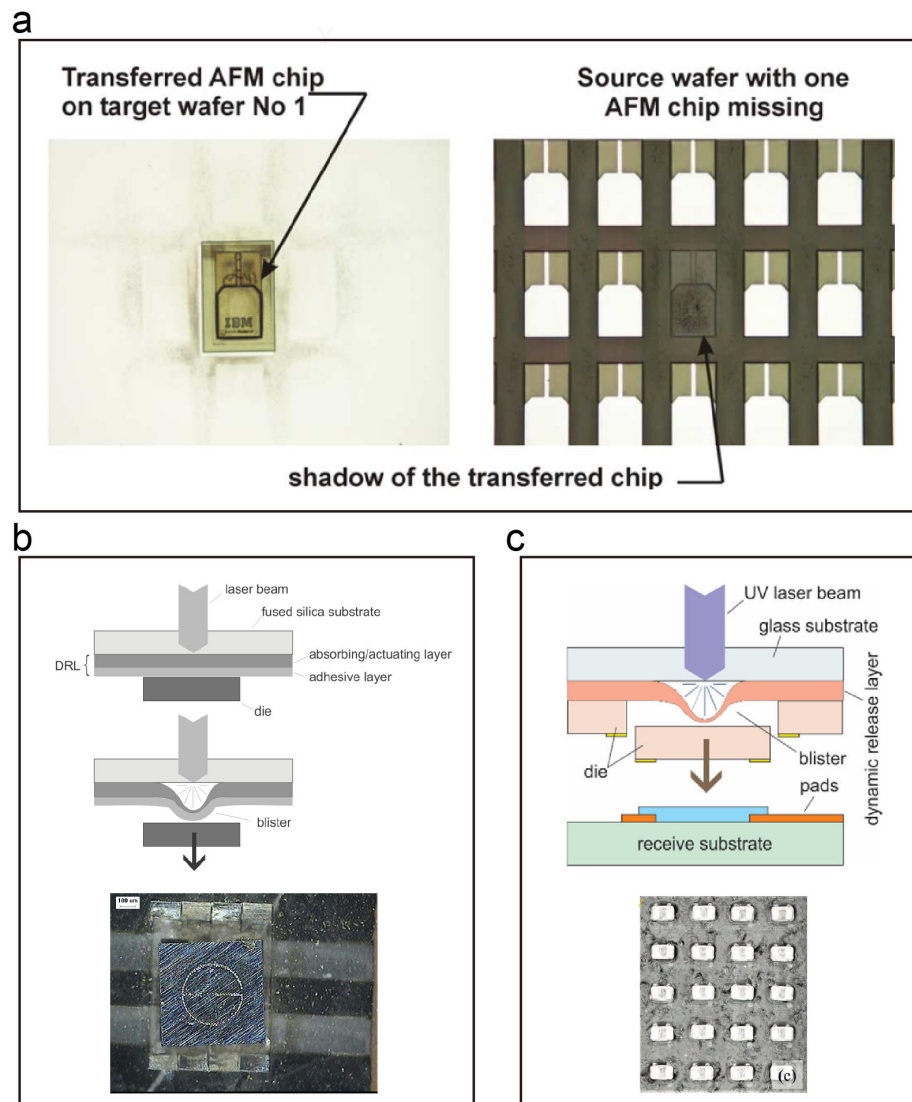 a
Transferred AFM chip
on target wafer No 1
Source wafer with one
AFM chip missing
IBM
shadow of the transferred chip
b
laser beam
fused silica substrate
DRL
absorbing/actuating layer
adhesive layer
die
blister
100 um
c
UV laser beam
glass substrate
dynamic release layer
blister
die
pads
receive substrate
(c)